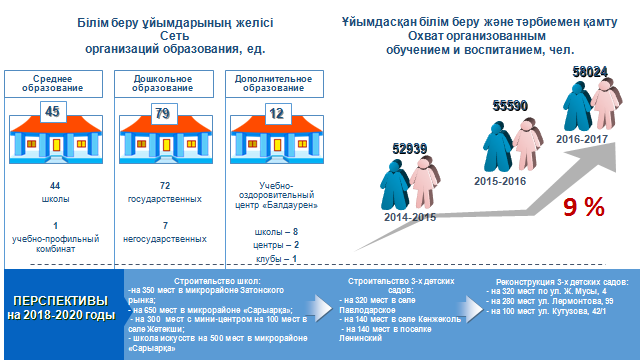 Білім беру ұйымдарының желісі
Сеть
организаций образования, ед.
Ұйымдасқан білім беру және тәрбиемен қамту
Охват организованным
обучением и воспитанием, чел.
Среднее
образование
Дошкольное
образование
Дополнительное
образование
45
79
12
44
школы
1
учебно-профильный
комбинат
72
государственных
7
негосударственных
Учебно-
оздоровительный
центр «Балдаурен»
школы – 8
центры – 2
клубы – 1
52939
2014-2015
55590
2015-2016
58024
2016-2017
9 %
ПЕРСПЕКТИВЫ
на 2018-2020 годы
Строительство школ:
-на 350 мест в микрорайоне Затонского
рынка;
- на 650 мест в микрорайоне «Сарыарқа»;
- на 300 мест с мини-центром на 100 мест в
селе Жетекши;
- школа искусств на 500 мест в микрорайоне
«Сарыарқа»
Строительство 3-х детских
садов:
- на 320 мест в селе
Павлодарское
- на 140 мест в селе Кенжеколь
- на 140 мест в поселке
Ленинский
Реконструкция 3-х детских садов:
- на 320 мест по ул. Ж. Мусы, 4
- на 280 мест ул. Лермонтова, 99
- на 100 мест ул. Кутузова, 42/1